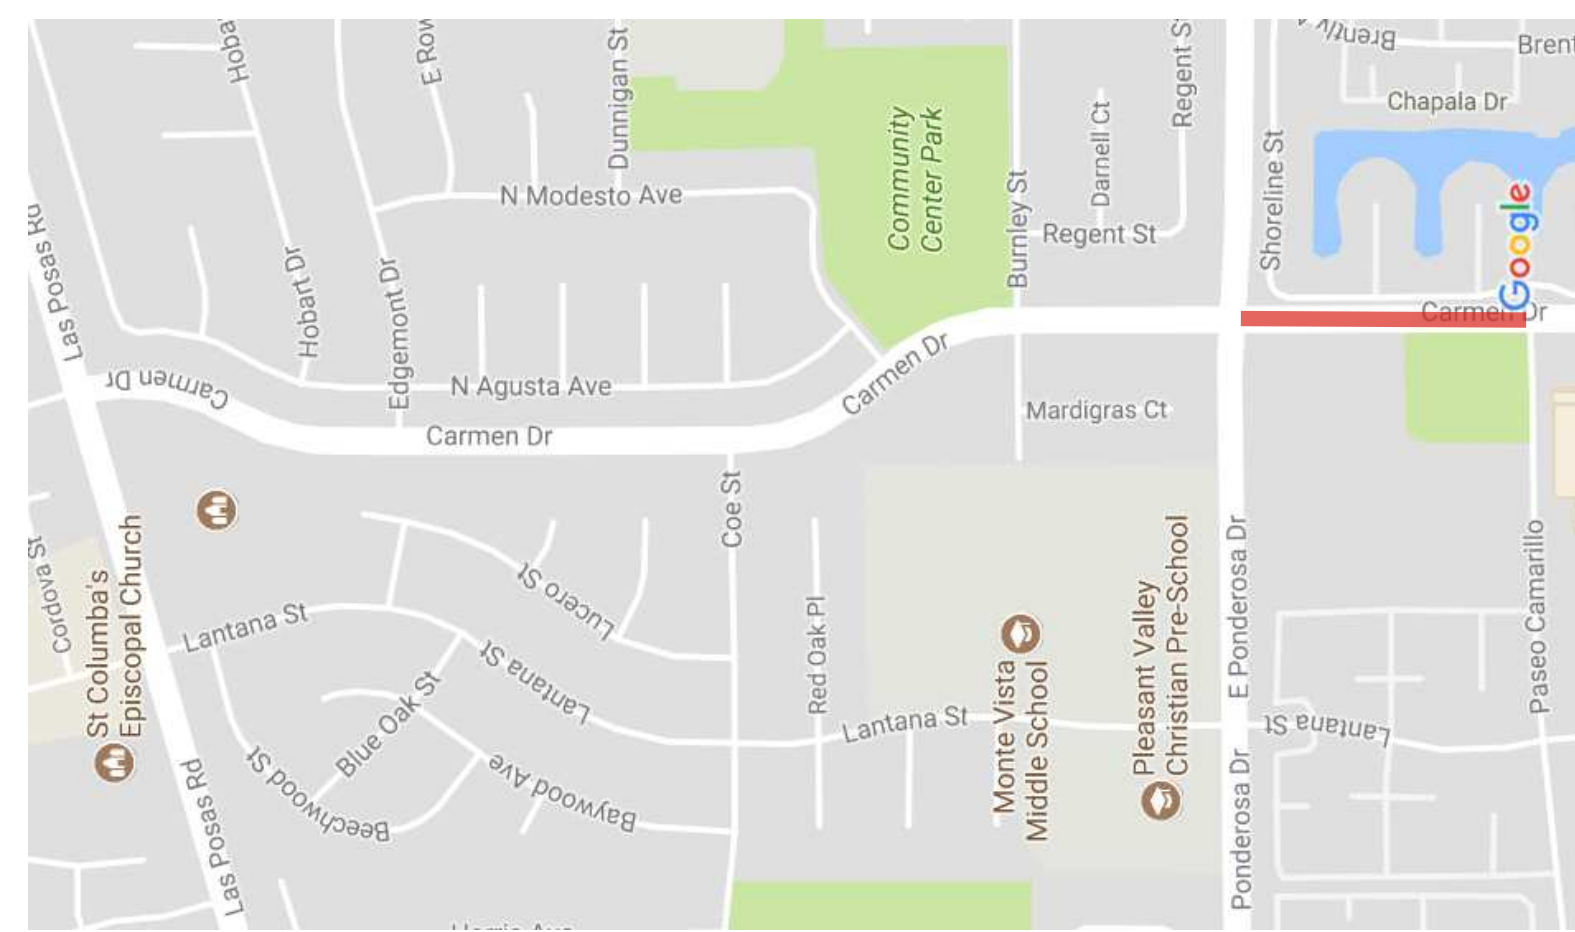 Hoba
E Row
Dunnigan St
Regent S
Brently A
Brent
Chapala Dr
Community
Center Park
Darnell Ct
Burnley St
Regent St
Shoreline St
N Modesto Ave
Las Posas Rd
Hobart Dr
Edgemont Dr
Google
Carmen Dr
Carmen Dr
N Agusta Ave
Carmen Dr
Carmen Dr
Mardigras Ct
Coe St
Cordova St
St Columba's
Episcopal Church
Lantana St
Lucero St
Lantana St
Red Oak Pl
Blue Oak St
Lantana St
Monte Vista
Middle School
Pleasant Valley
Christian Pre-School
E Ponderosa Dr
Lantana St
Paseo Camarillo
Beechwood St
Baywood Ave
Las Posas Rd
Ponderosa Dr